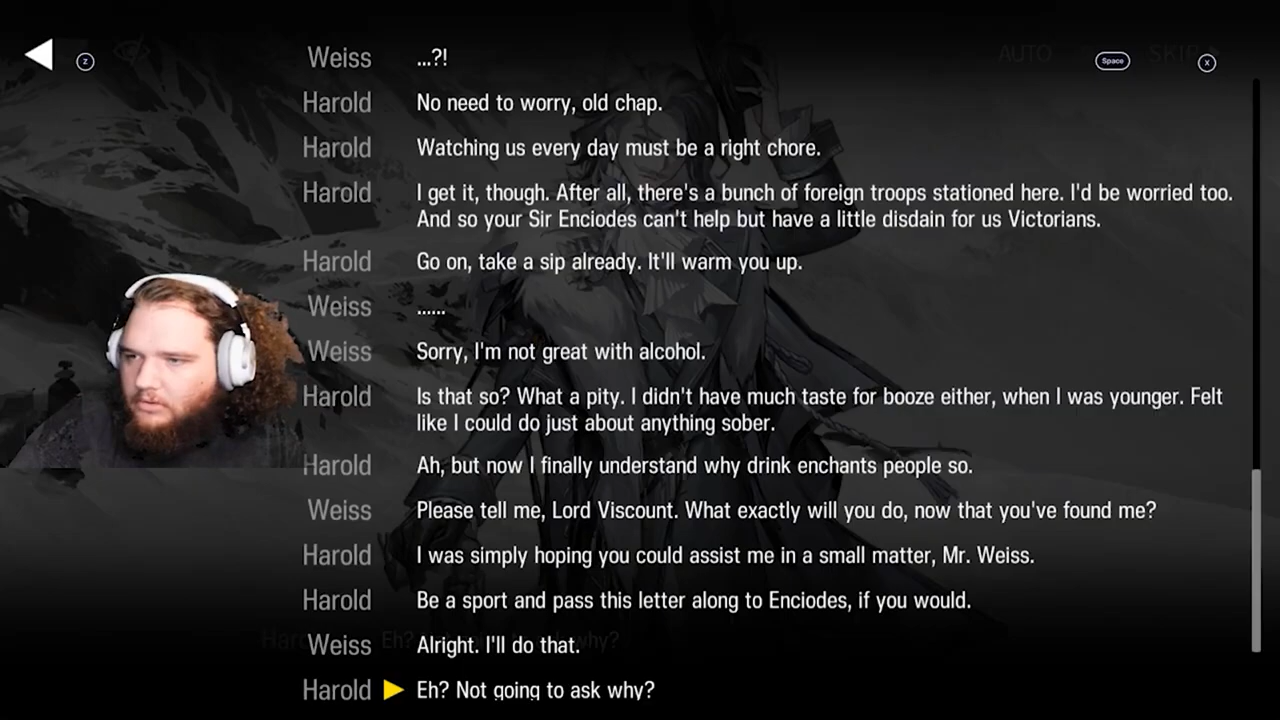 AUTO
SKIP
Z
Space
X
Weiss ...?!
Harold No need to worry, old chap.
Harold Watching us every day must be a right chore.
Harold I get it, though. After all, there's a bunch of foreign troops stationed here. I'd be worried too.
And so your Sir Enciodes can't help but have a little disdain for us Victorians.
Harold Go on, take a sip already. It'll warm you up.
Weiss ......
Weiss Sorry, I'm not great with alcohol.
Harold Is that so? What a pity. I didn't have much taste for booze either, when I was younger. Felt
like I could do just about anything sober.
Harold Ah, but now I finally understand why drink enchants people so.
Weiss Please tell me, Lord Viscount. What exactly will you do, now that you've found me?
Harold I was simply hoping you could assist me in a small matter, Mr. Weiss.
Harold Be a sport and pass this letter along to Enciodes, if you would.
Weiss Alright. I'll do that.
Harold Eh? Not going to ask why?